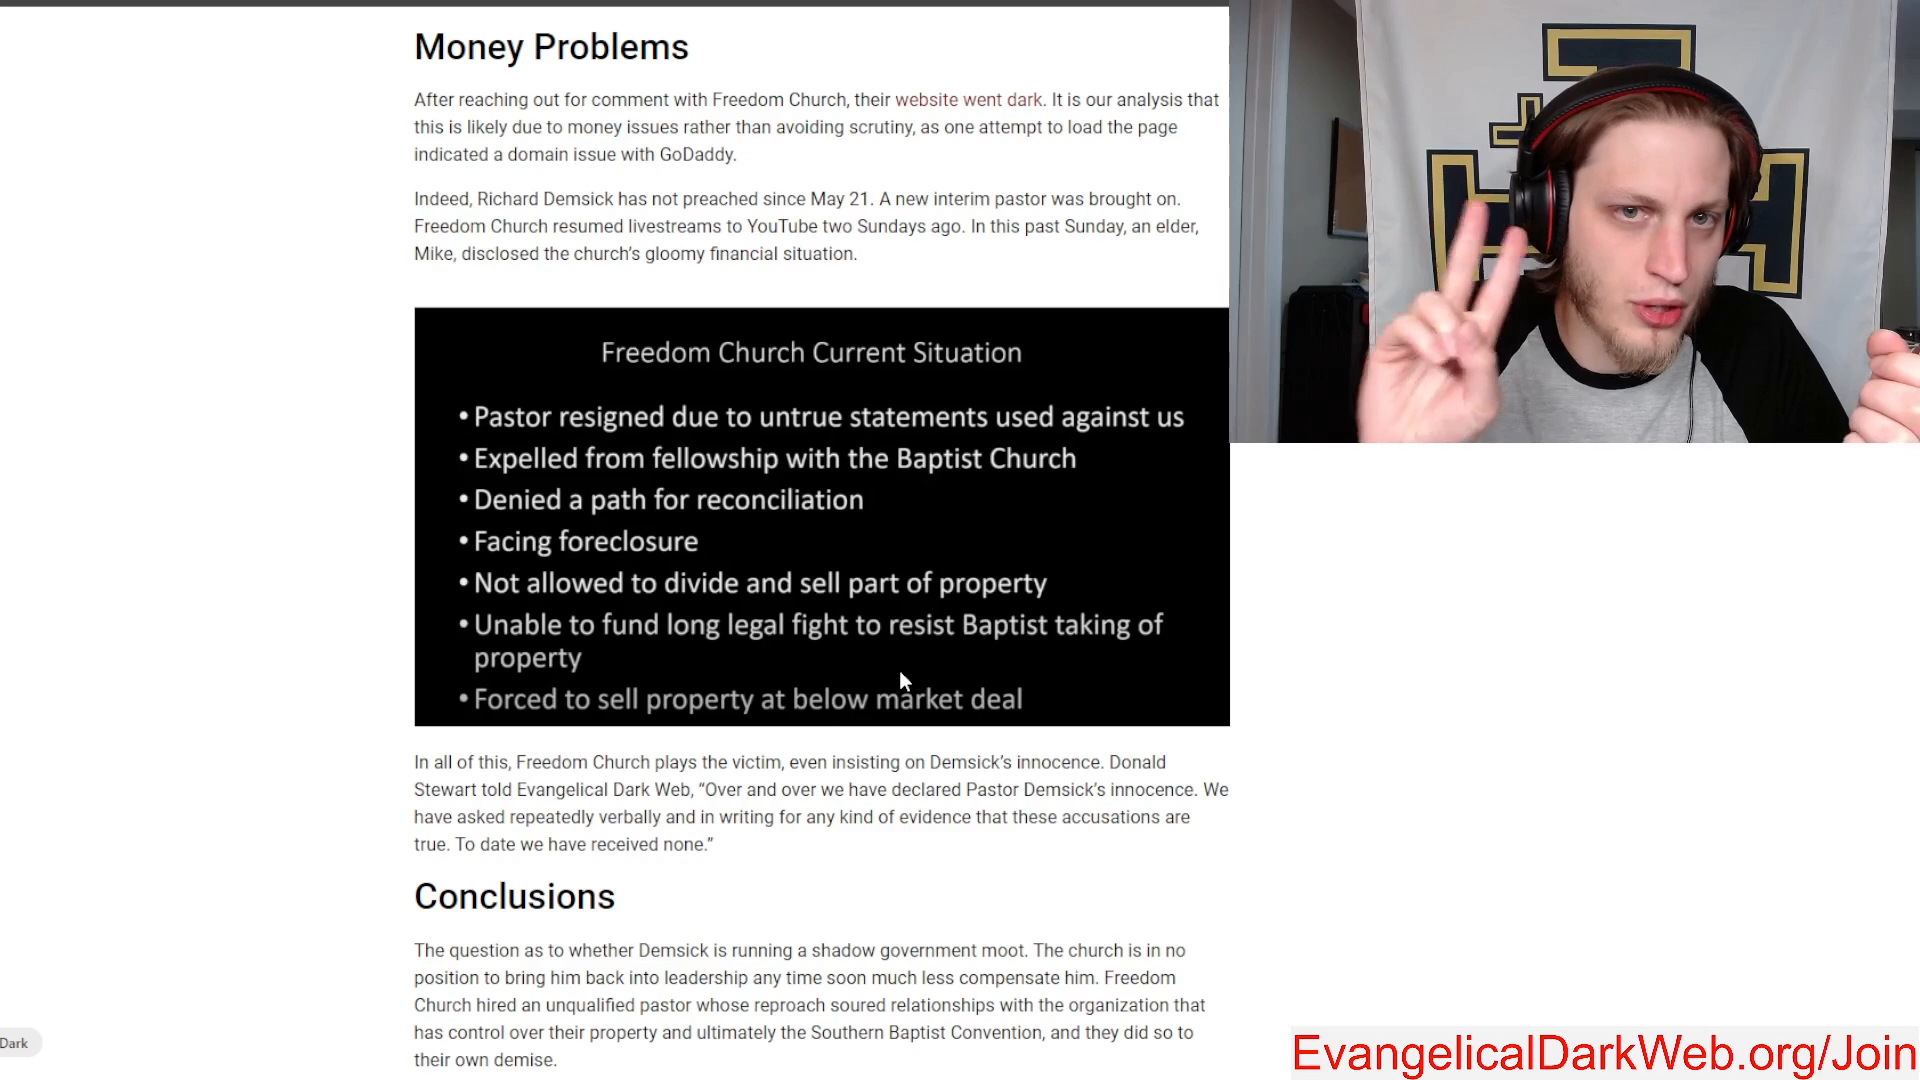 Money Problems
After reaching out for comment with Freedom Church, their website went dark. It is our analysis that
this is likely due to money issues rather than avoiding scrutiny, as one attempt to load the page
indicated a domain issue with GoDaddy.
Indeed, Richard Demsick has not preached since May 21. A new interim pastor was brought on.
Freedom Church resumed livestreams to YouTube two Sundays ago. In this past Sunday, an elder,
Mike, disclosed the church's gloomy financial situation.
Freedom Church Current Situation
• Pastor resigned due to untrue statements used against us
• Expelled from fellowship with the Baptist Church
• Denied a path for reconciliation
• Facing foreclosure
• Not allowed to divide and sell part of property
• Unable to fund long legal fight to resist Baptist taking of
property
• Forced to sell property at below market deal
In all of this, Freedom Church plays the victim, even insisting on Demsick's innocence. Donald
Stewart told Evangelical Dark Web, “Over and over we have declared Pastor Demsick's innocence. We
have asked repeatedly verbally and in writing for any kind of evidence that these accusations are
true. To date we have received none.”
Conclusions
The question as to whether Demsick is running a shadow government moot. The church is in no
position to bring him back into leadership any time soon much less compensate him. Freedom
Church hired an unqualified pastor whose reproach soured relationships with the organization that
has control over their property and ultimately the Southern Baptist Convention, and they did so to
their own demise.
Dark
EvangelicalDarkWeb.org/Join